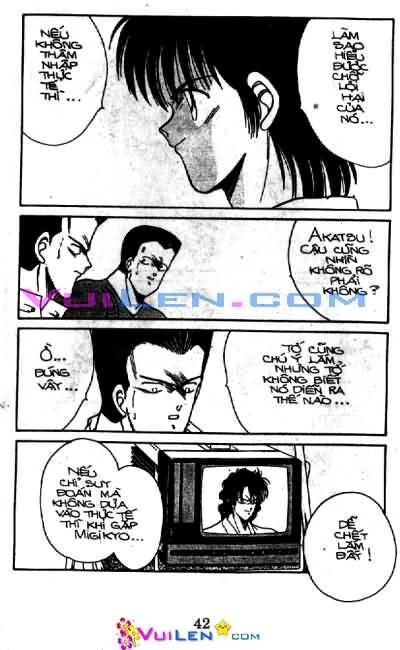 NẾU
KHÔNG
THÂM
NHẬP
THỰC
TẾ
THÌ...
LÀM
SAO
HIỂU
ĐƯỢC
CHỖ
LỢI
HẠI
CỦA
NÓ...
AKATSU!
CẬU CŨNG
NHÌN
KHÔNG RÕ
PHẢI
KHÔNG?
VUILEN.COM
Ồ...
ĐÚNG
VẬY...
TỚ CŨNG
CHÚ Ý LẮM,
NHƯNG TỚ
KHÔNG BIẾT
NÓ DIỄN RA
THẾ NÀO...
NẾU
CHỈ SUY
ĐOÁN MÀ
KHÔNG DỰA
VÀO THỰC TẾ
THÌ KHI GẶP
MIGIKYO...
DỄ
CHẾT
LẮM
ĐẤY!
42
VUILEN COM